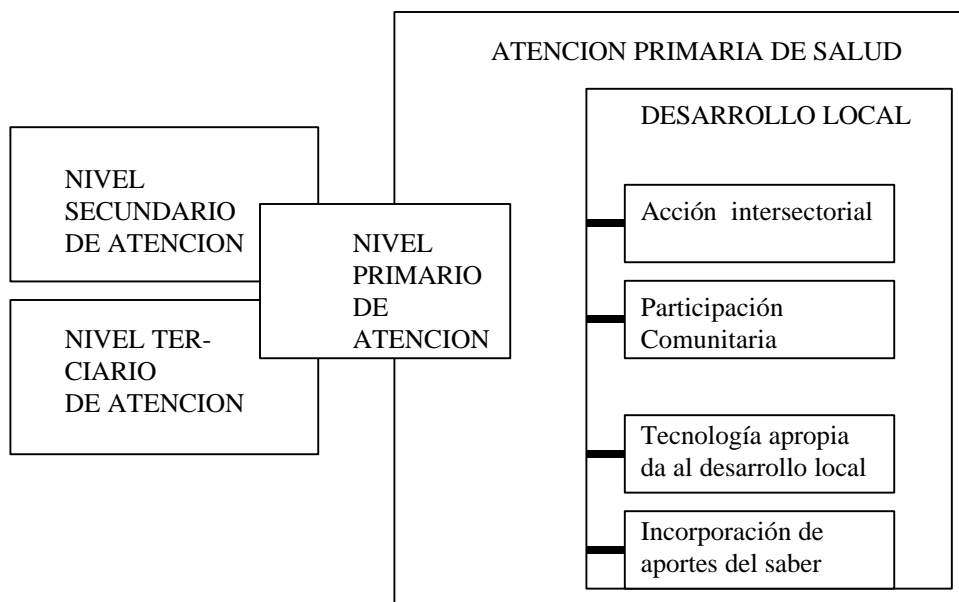 ATENCION PRIMARIA DE SALUD
DESARROLLO LOCAL
NIVEL
SECUNDARIO
DE ATENCION
NIVEL TER-
CIARIO
DE ATENCION
NIVEL
PRIMARIO
DE
ATENCION
Acción intersectorial
Participación
Comunitaria
Tecnología apropia
da al desarrollo local
Incorporación de
aportes del saber